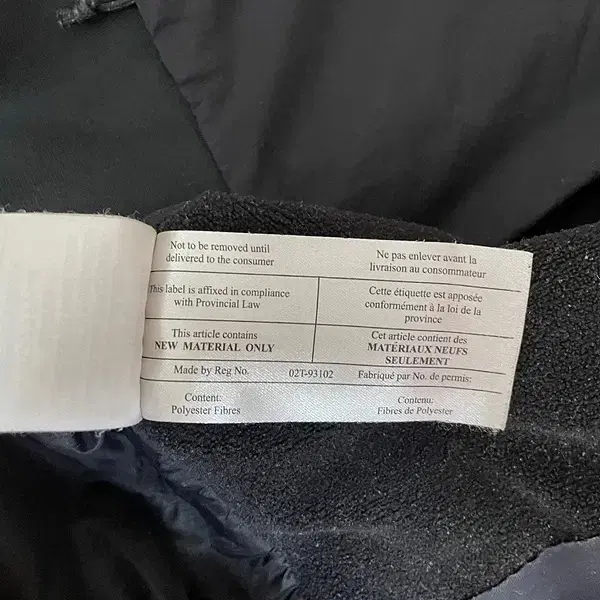 Not to be removed until
delivered to the consumer
Ne pas enlever avant la
livraison au consommateur
This label is affixed in compliance
with Provincial Law
Cette étiquette est apposée
conformément à la loi de la
province
This article contains
NEW MATERIAL ONLY
Cet article contient des
MATÉRIAUX NEUFS
SEULEMENT
Made by Reg No. 02T-93102 Fabriqué par No. de permis:
Content:
Polyester Fibres
Contenu:
Fibres de Polyester